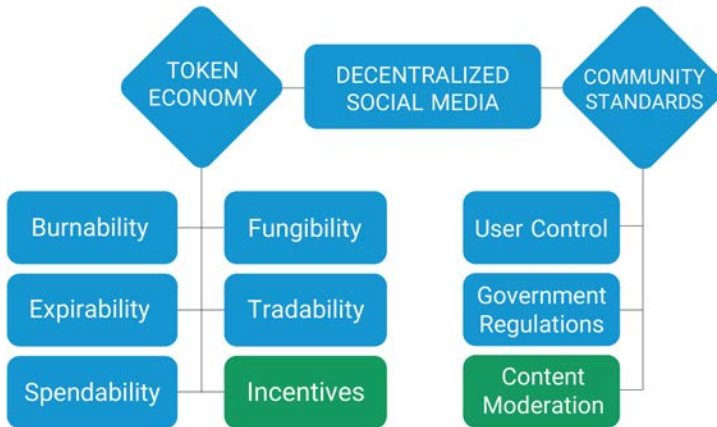 TOKEN
ECONOMY
DECENTRALIZED
SOCIAL MEDIA
COMMUNITY
STANDARDS
Burnability
Fungibility
User Control
Expirability
Tradability
Government
Regulations
Spendability
Incentives
Content
Moderation